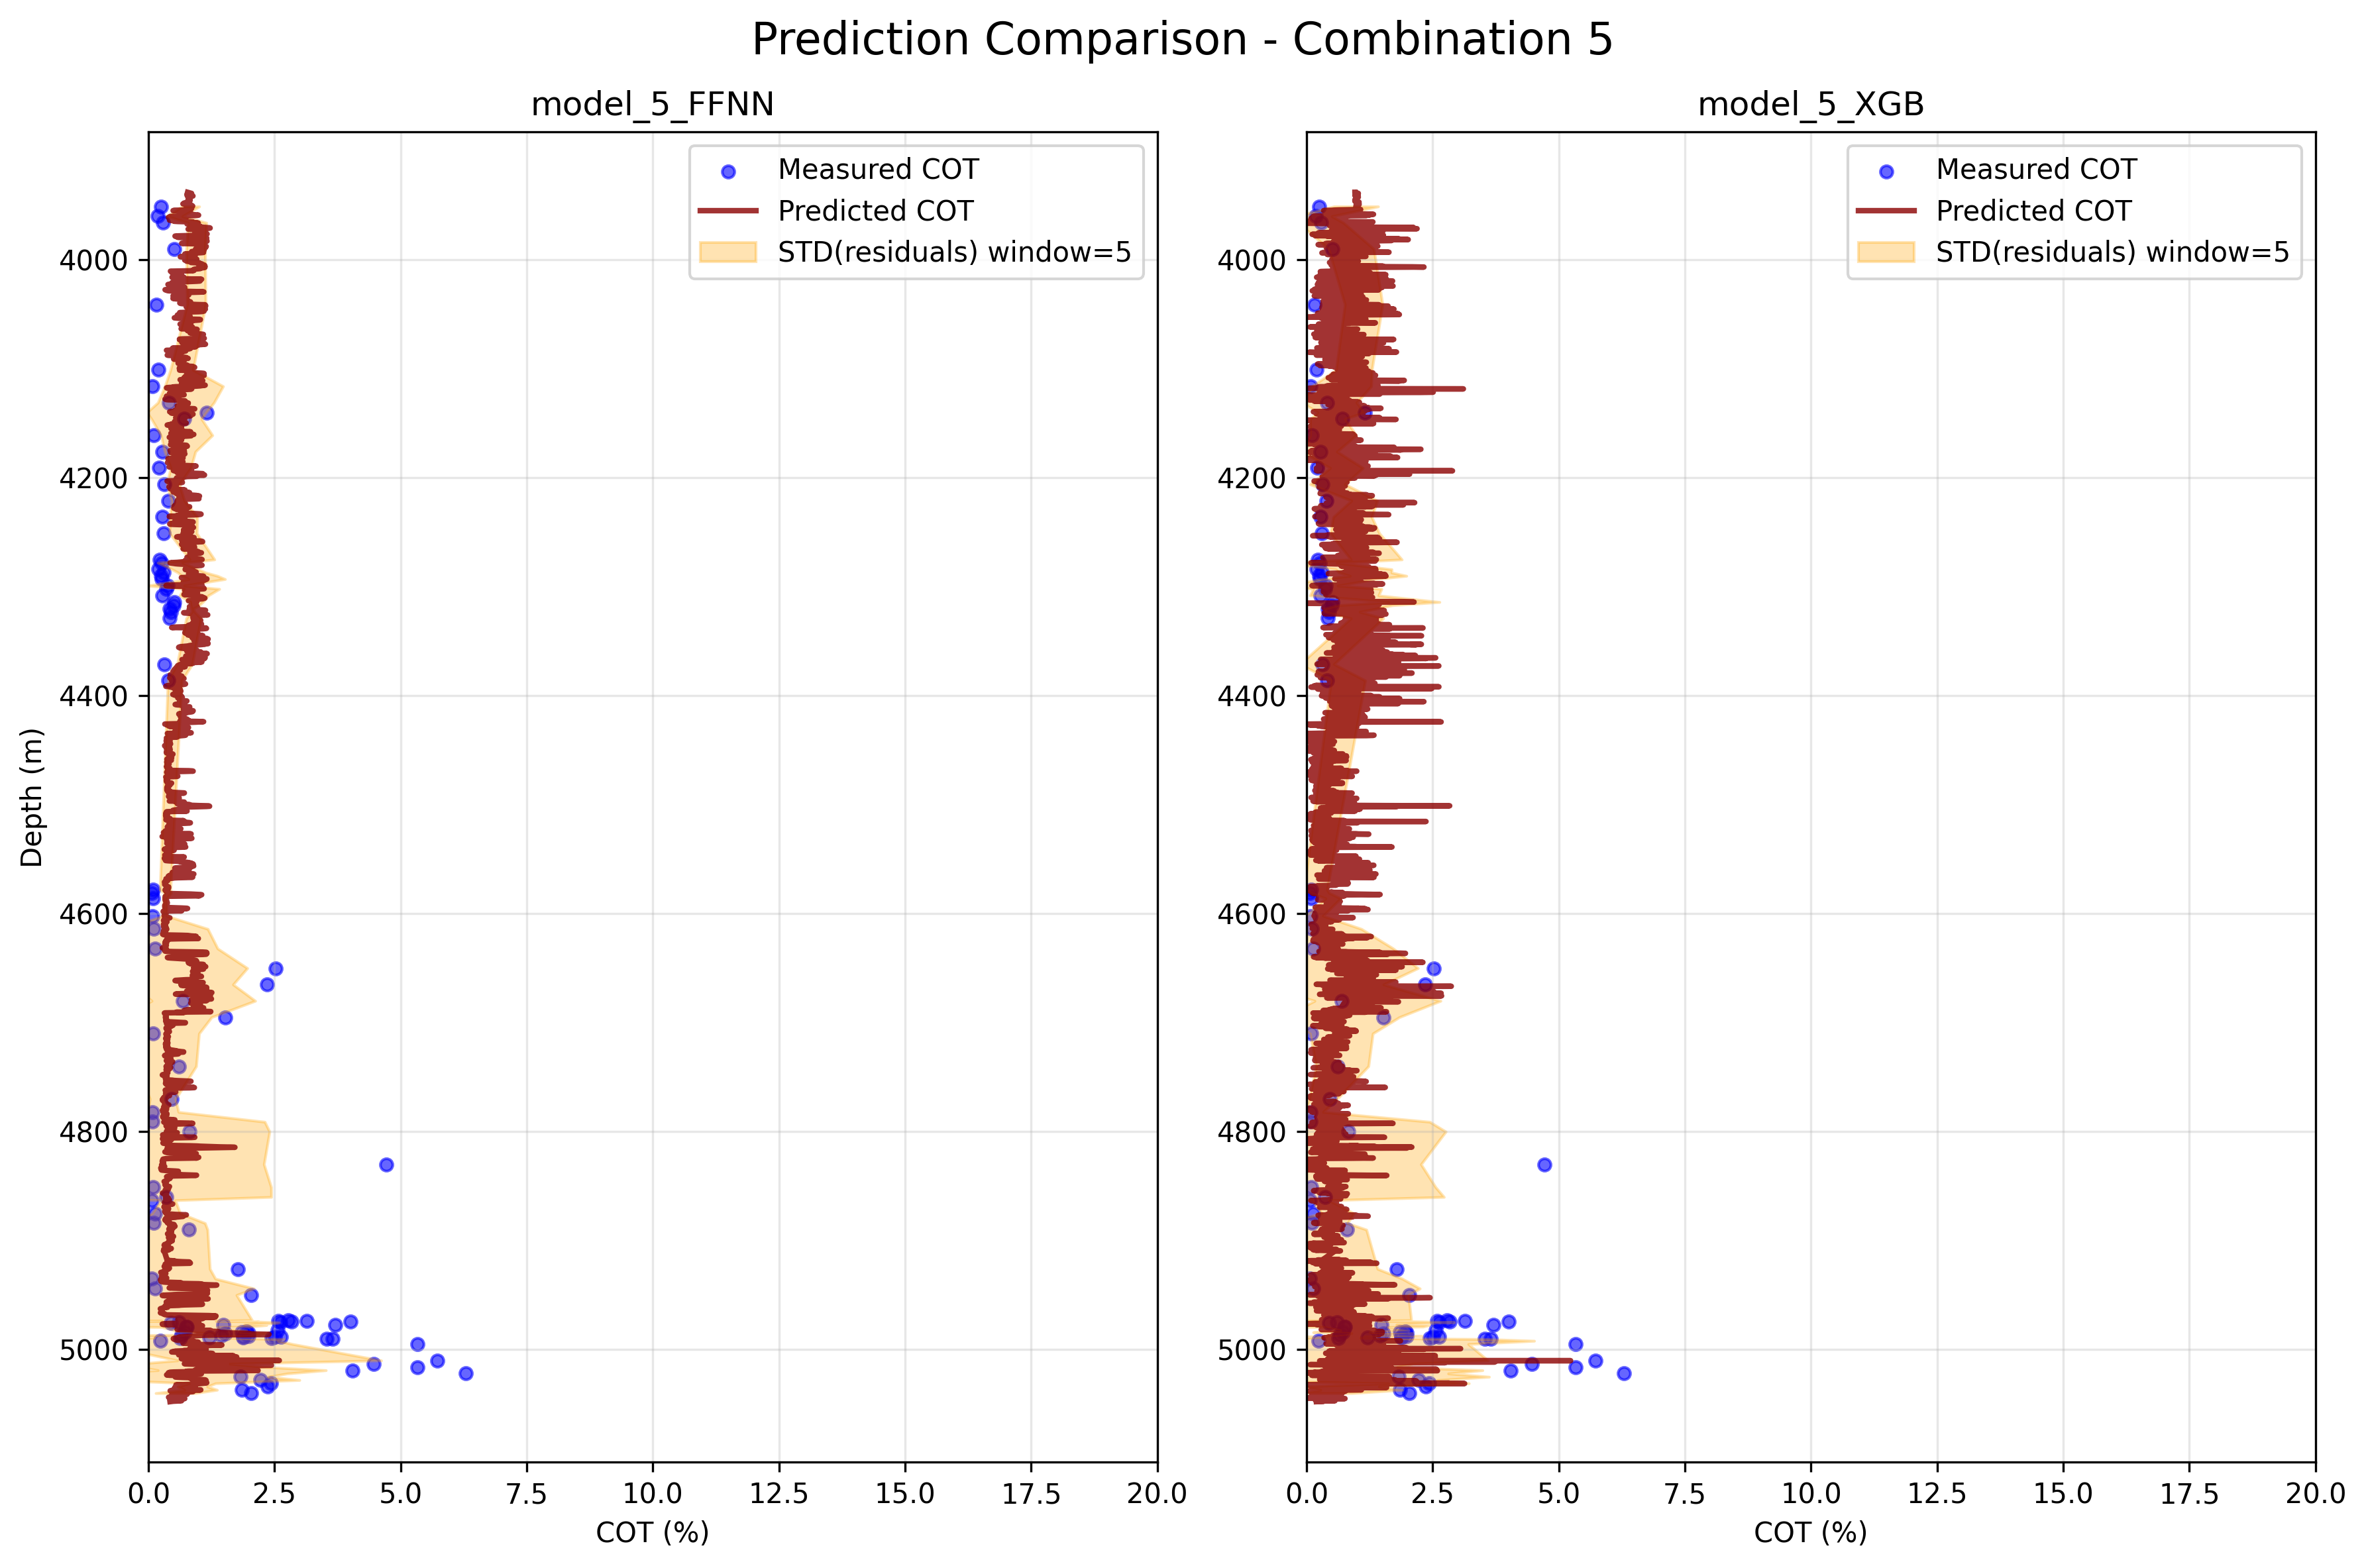 Prediction Comparison - Combination 5
model_5_FFNN
Measured COT
Predicted COT
STD(residuals) window=5
4000
4200
4400
4600
4800
5000
Depth (m)
0.0 2.5 5.0 7.5 10.0 12.5 15.0 17.5 20.0
COT (%)
model_5_XGB
Measured COT
Predicted COT
STD(residuals) window=5
4000
4200
4400
4600
4800
5000
0.0 2.5 5.0 7.5 10.0 12.5 15.0 17.5 20.0
COT (%)